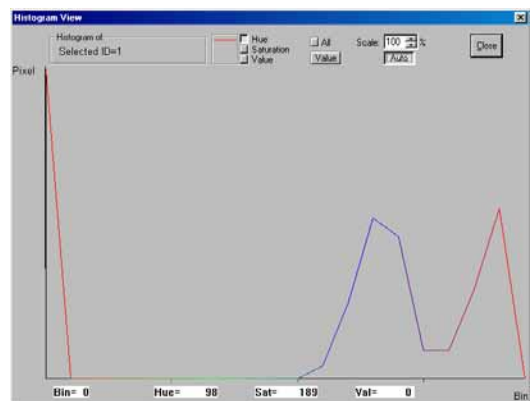 Histogram View
Histogram of:
Selected ID=1
Hue
Saturation
Value
All
Value
Scale: 100 %
Auto
Close
Pixel
Bin= 0 Hue= 98 Sat= 189 Val= 0
Bin